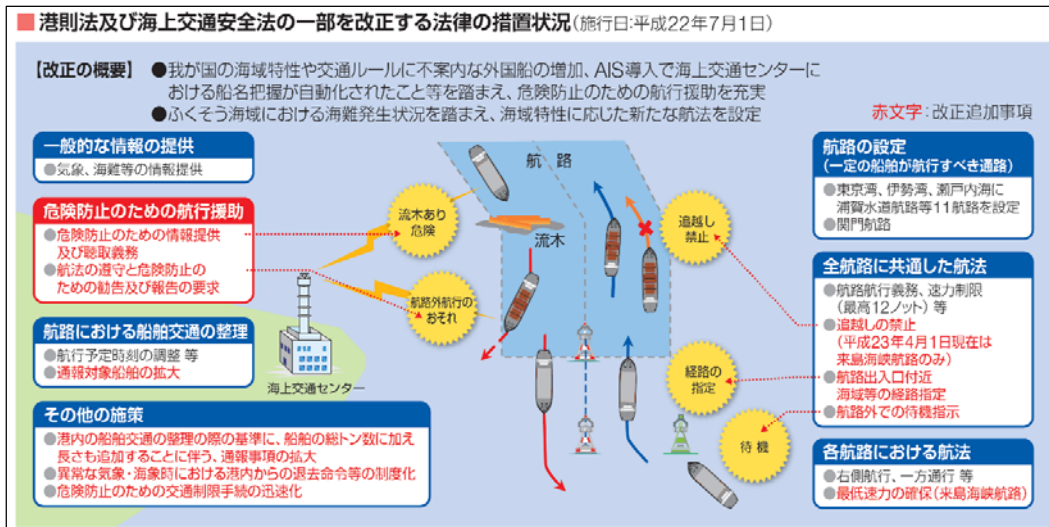 ■ 港則法及び海上交通安全法の一部を改正する法律の措置状況(施行日:平成22年7月1日)
【改正の概要】 ●我が国の海域特性や交通ルールに不案内な外国船の増加、AIS導入で海上交通センターに
おける船名把握が自動化されたこと等を踏まえ、危険防止のための航行援助を充実
●ふくそう海域における海難発生状況を踏まえ、海域特性に応じた新たな航法を設定
赤文字:改正追加事項
一般的な情報の提供
●気象、海難等の情報提供
危険防止のための航行援助
●危険防止のための情報提供
及び聴取義務
●航法の遵守と危険防止の
ための勧告及び報告の要求
航路における船舶交通の整理
●航行予定時刻の調整 等
●通報対象船舶の拡大
海上交通センター
その他の施策
●港内の船舶交通の整理の際の基準に、船舶の総トン数に加え
長さも追加することに伴う、通報事項の拡大
●異常な気象・海象時における港内からの退去命令等の制度化
●危険防止のための交通制限手続の迅速化
航路
流木あり
危険
流木
航路外航行の
おそれ
追越し
禁止
経路の
指定
待機
航路の設定
(一定の船舶が航行すべき通路)
●東京湾、伊勢湾、瀬戸内海に
浦賀水道航路等11航路を設定
●関門航路
全航路に共通した航法
●航路航行義務、速力制限
(最高12ノット) 等
●追越しの禁止
(平成23年4月1日現在は
来島海峡航路のみ)
●航路出入口付近
海域等の経路指定
●航路外での待機指示
各航路における航法
●右側航行、一方通行 等
●最低速力の確保(来島海峡航路)